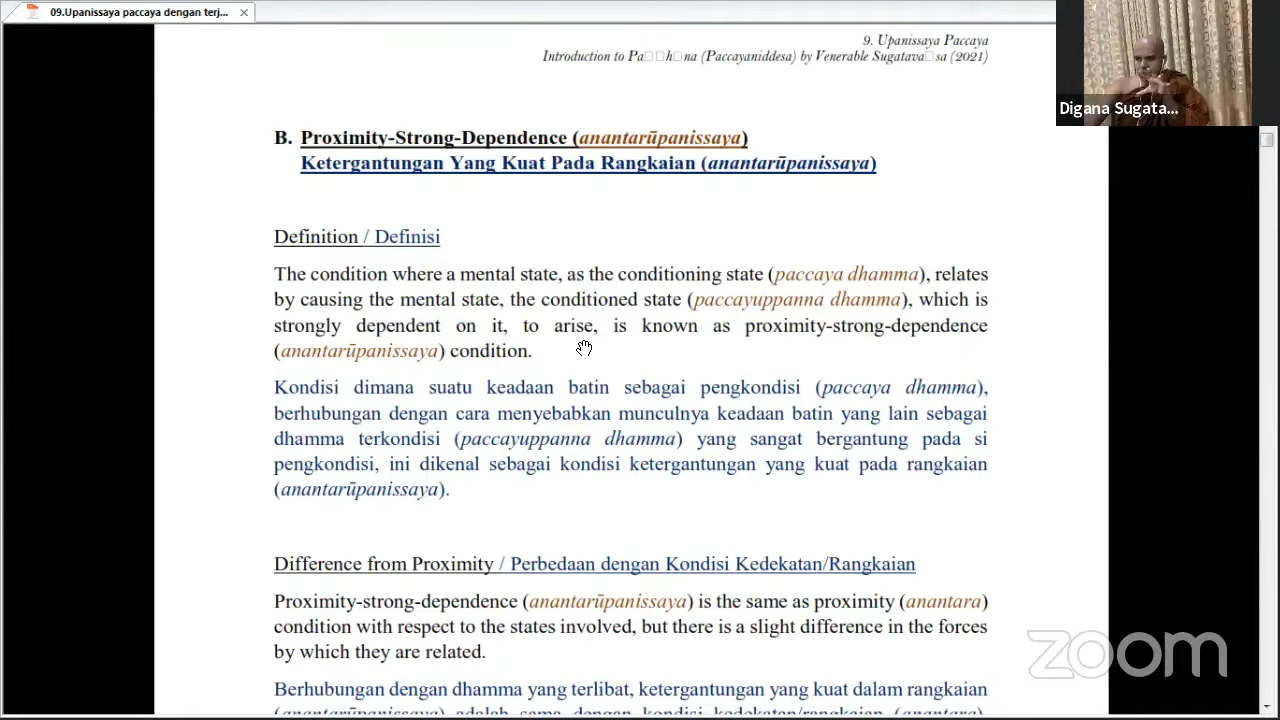 09.Upanissaya paccaya dengan terj...
9. Upanissaya Paccaya
Introduction to Pa□□h□na (Paccayaniddesa) by Venerable Sugatava□sa (2021)
Digana Sugata...
B. Proximity-Strong-Dependence (anantarūpanissaya)
Ketergantungan Yang Kuat Pada Rangkaian (anantarūpanissaya)
Definition / Definisi
The condition where a mental state, as the conditioning state (paccaya dhamma), relates
by causing the mental state, the conditioned state (paccayuppanna dhamma), which is
strongly dependent on it, to arise, is known as proximity-strong-dependence
(anantarūpanissaya) condition.
Kondisi dimana suatu keadaan batin sebagai pengkondisi (paccaya dhamma),
berhubungan dengan cara menyebabkan munculnya keadaan batin yang lain sebagai
dhamma terkondisi (paccayuppanna dhamma) yang sangat bergantung pada si
pengkondisi, ini dikenal sebagai kondisi ketergantungan yang kuat pada rangkaian
(anantarūpanissaya).
Difference from Proximity / Perbedaan dengan Kondisi Kedekatan/Rangkaian
Proximity-strong-dependence (anantarūpanissaya) is the same as proximity (anantara)
condition with respect to the states involved, but there is a slight difference in the forces
by which they are related.
Berhubungan dengan dhamma yang terlibat, ketergantungan yang kuat dalam rangkaian
(anantarūpanissaya) adalah sama dengan kondisi kedekatan/rangkaian (anantara),
zoom